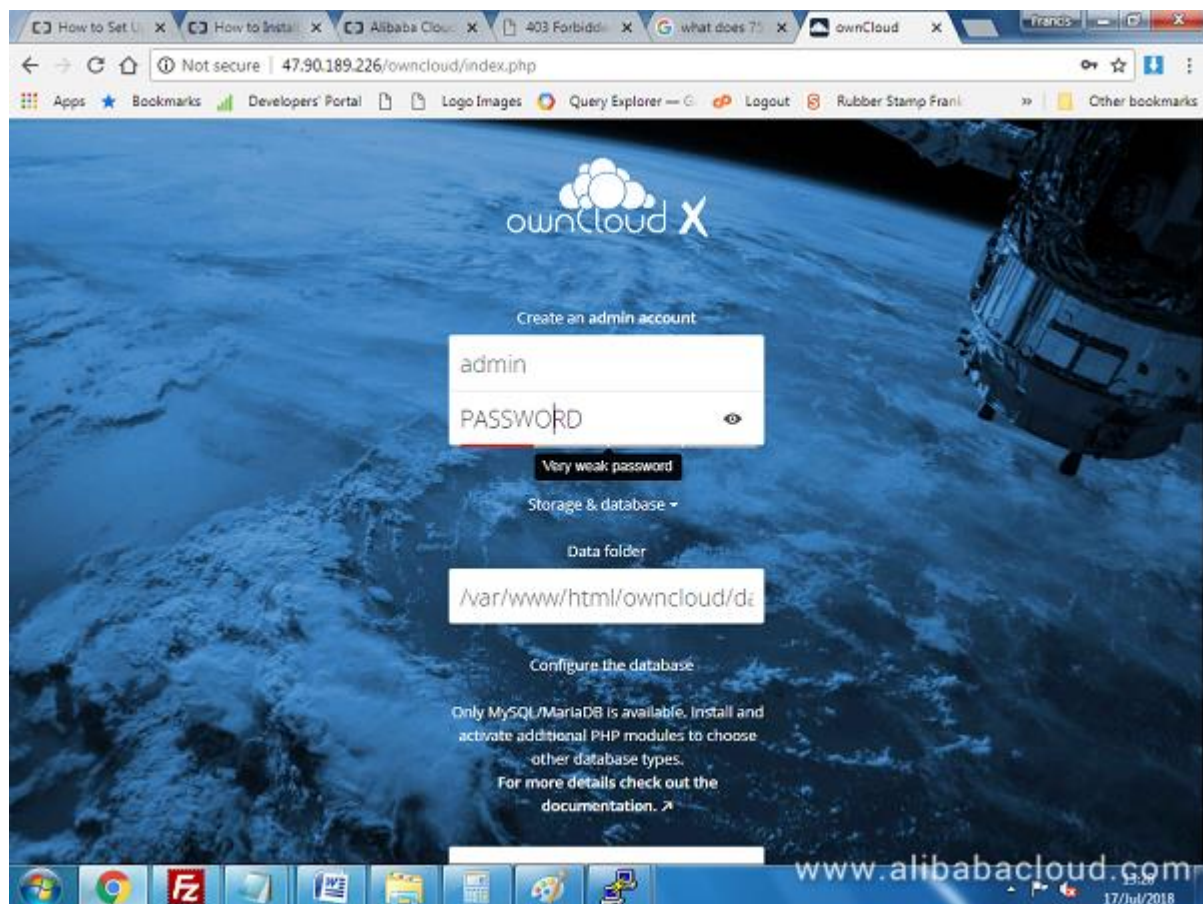 How to Set U
How to Install
Alibaba Clou
403 Forbidde
what does 75
ownCloud
Francis
Not secure | 47.90.189.226/owncloud/index.php
Apps
Bookmarks
Developers' Portal
Logo Images
Query Explorer — G
Logout
Rubber Stamp Frank
»
Other bookmarks
ownCloud X
Create an admin account
admin
PASSWORD
Very weak password
Storage & database
Data folder
/var/www/html/owncloud/da
Configure the database
Only MySQL/MariaDB is available. Install and
activate additional PHP modules to choose
other database types.
For more details check out the
documentation. ↗
www.alibabacloud.com
17/Jul/2018